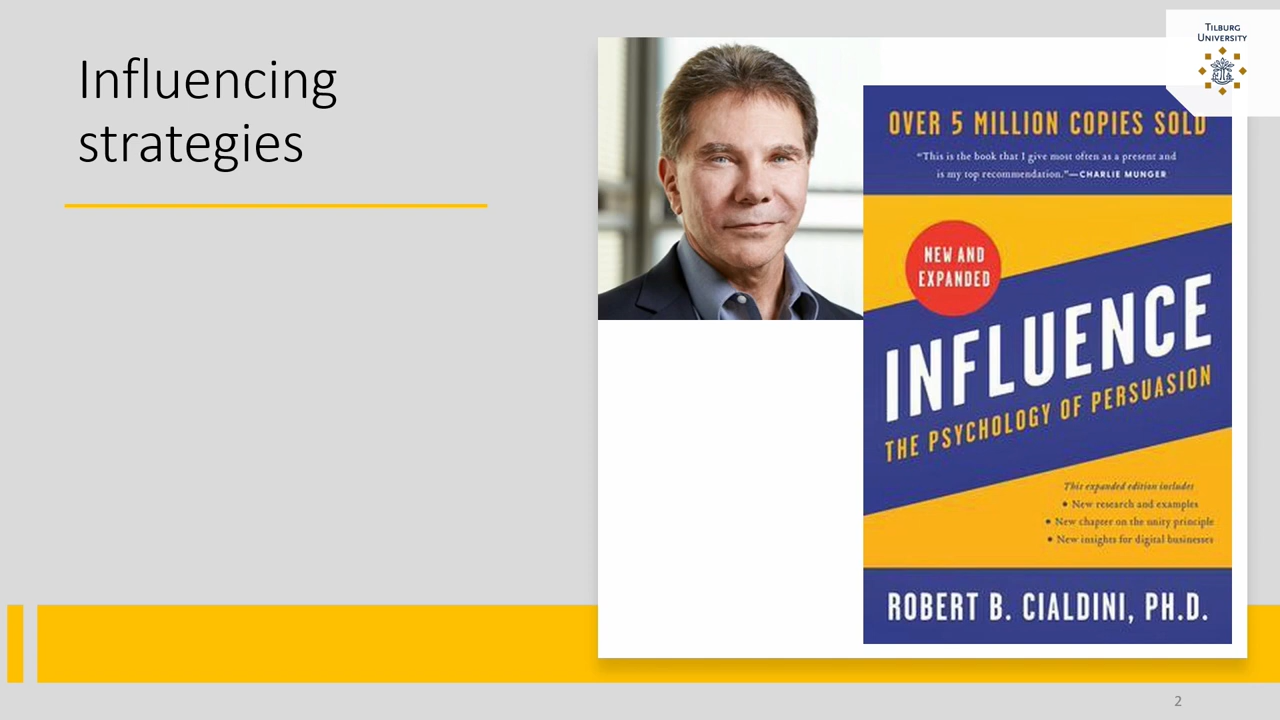 Influencing
strategies
TILBURG
UNIVERSITY
OVER 5 MILLION COPIES SOLD
“This is the book that I give most often as a present and
is my top recommendation.”—CHARLIE MUNGER
NEW AND
EXPANDED
INFLUENCE
THE PSYCHOLOGY OF PERSUASION
This expanded edition includes
• New research and examples
• New chapter on the unity principle
• New insights for digital businesses
ROBERT B. CIALDINI, PH.D.
2